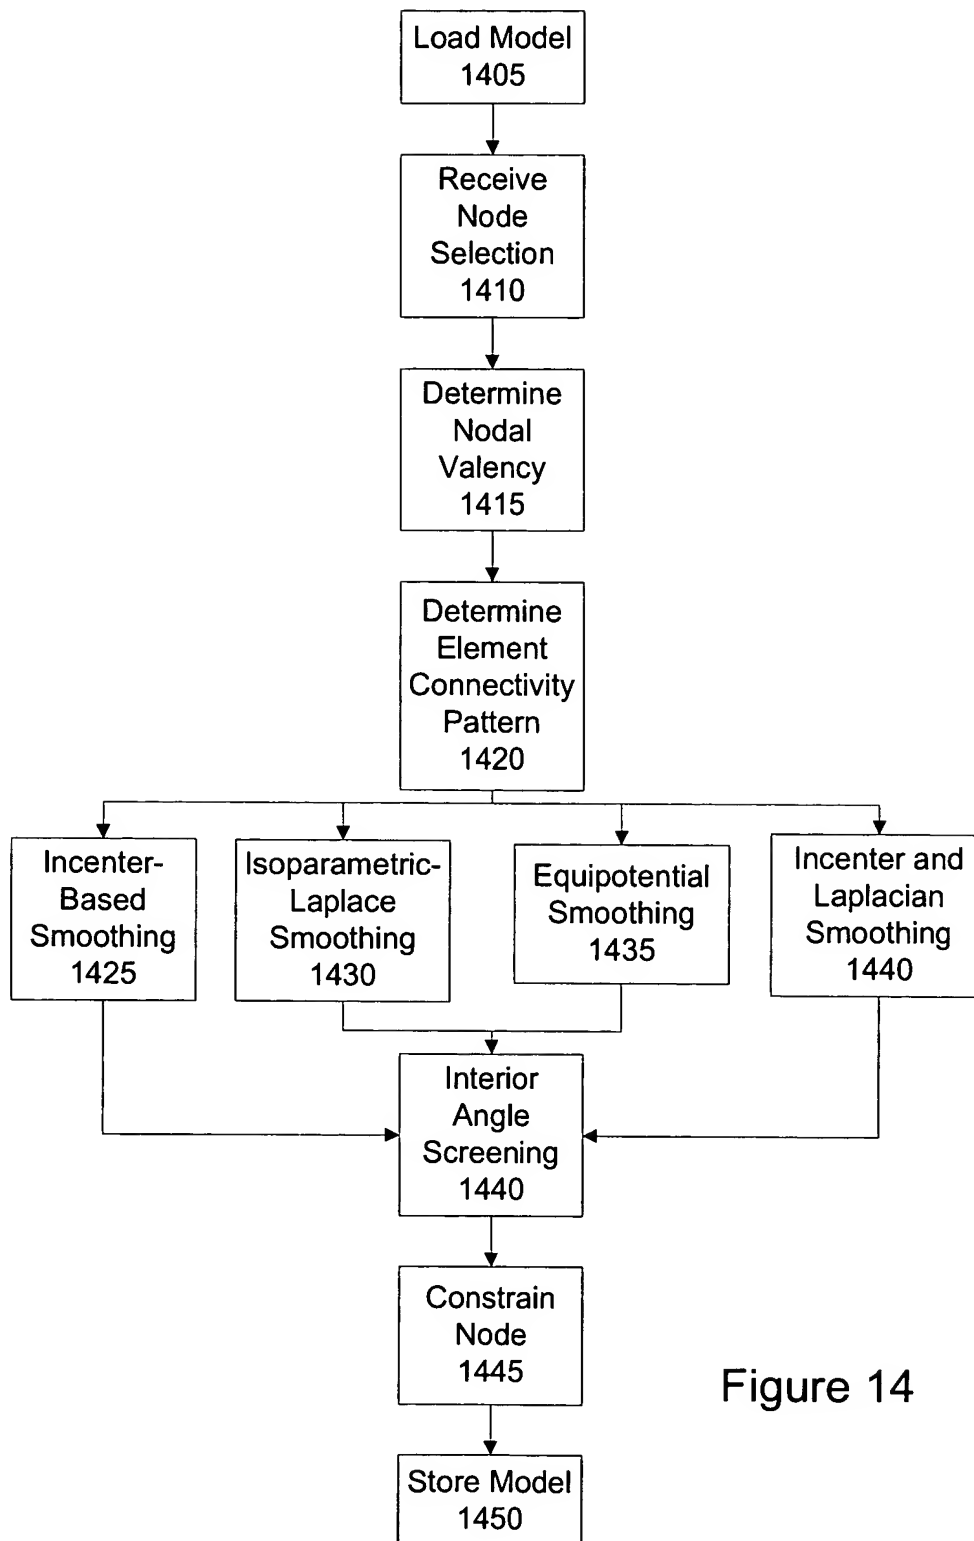 Load Model
1405
Receive
Node
Selection
1410
Determine
Nodal
Valency
1415
Determine
Element
Connectivity
Pattern
1420
Incenter-
Based
Smoothing
1425
Isoparametric-
Laplace
Smoothing
1430
Equipotential
Smoothing
1435
Incenter and
Laplacian
Smoothing
1440
Interior
Angle
Screening
1440
Constrain
Node
1445
Figure 14
Store Model
1450